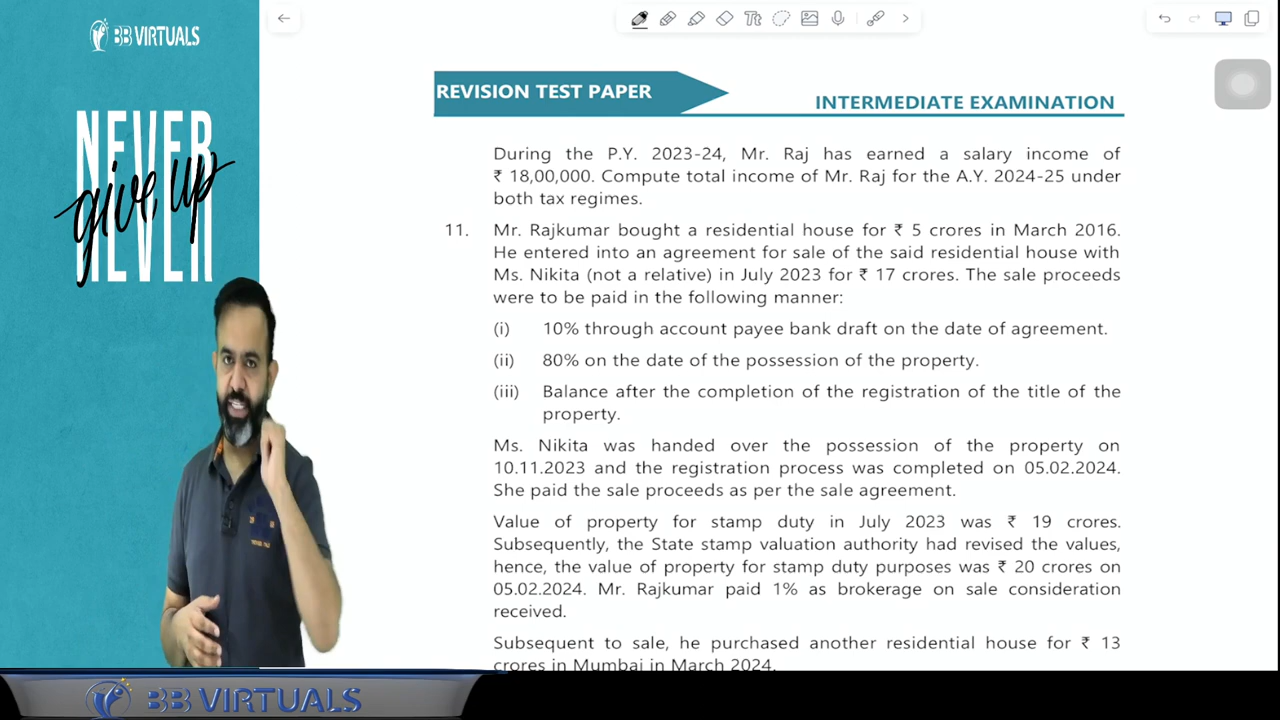 BB VIRTUALS
NEVER
give up
NEVER
Tt
REVISION TEST PAPER
INTERMEDIATE EXAMINATION
During the P.Y. 2023-24, Mr. Raj has earned a salary income of
₹ 18,00,000. Compute total income of Mr. Raj for the A.Y. 2024-25 under
both tax regimes.
11. Mr. Rajkumar bought a residential house for ₹ 5 crores in March 2016.
He entered into an agreement for sale of the said residential house with
Ms. Nikita (not a relative) in July 2023 for ₹ 17 crores. The sale proceeds
were to be paid in the following manner:
(i) 10% through account payee bank draft on the date of agreement.
(ii) 80% on the date of the possession of the property.
(iii) Balance after the completion of the registration of the title of the
property.
Ms. Nikita was handed over the possession of the property on
10.11.2023 and the registration process was completed on 05.02.2024.
She paid the sale proceeds as per the sale agreement.
Value of property for stamp duty in July 2023 was ₹ 19 crores.
Subsequently, the State stamp valuation authority had revised the values,
hence, the value of property for stamp duty purposes was ₹ 20 crores on
05.02.2024. Mr. Rajkumar paid 1% as brokerage on sale consideration
received.
Subsequent to sale, he purchased another residential house for ₹ 13
crores in Mumbai in March 2024.
BB VIRTUALS